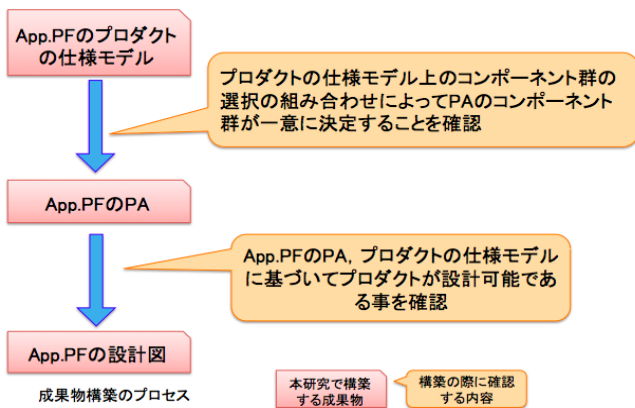 App.PFのプロダクト
の仕様モデル
プロダクトの仕様モデル上のコンポーネント群の
選択の組み合わせによってPAのコンポーネント
群が一意に決定することを確認
App.PFのPA
App.PFのPA，プロダクトの仕様モデル
に基づいてプロダクトが設計可能であ
る事を確認
App.PFの設計図
成果物構築のプロセス
本研究で構築
する成果物
構築の際に確認
する内容